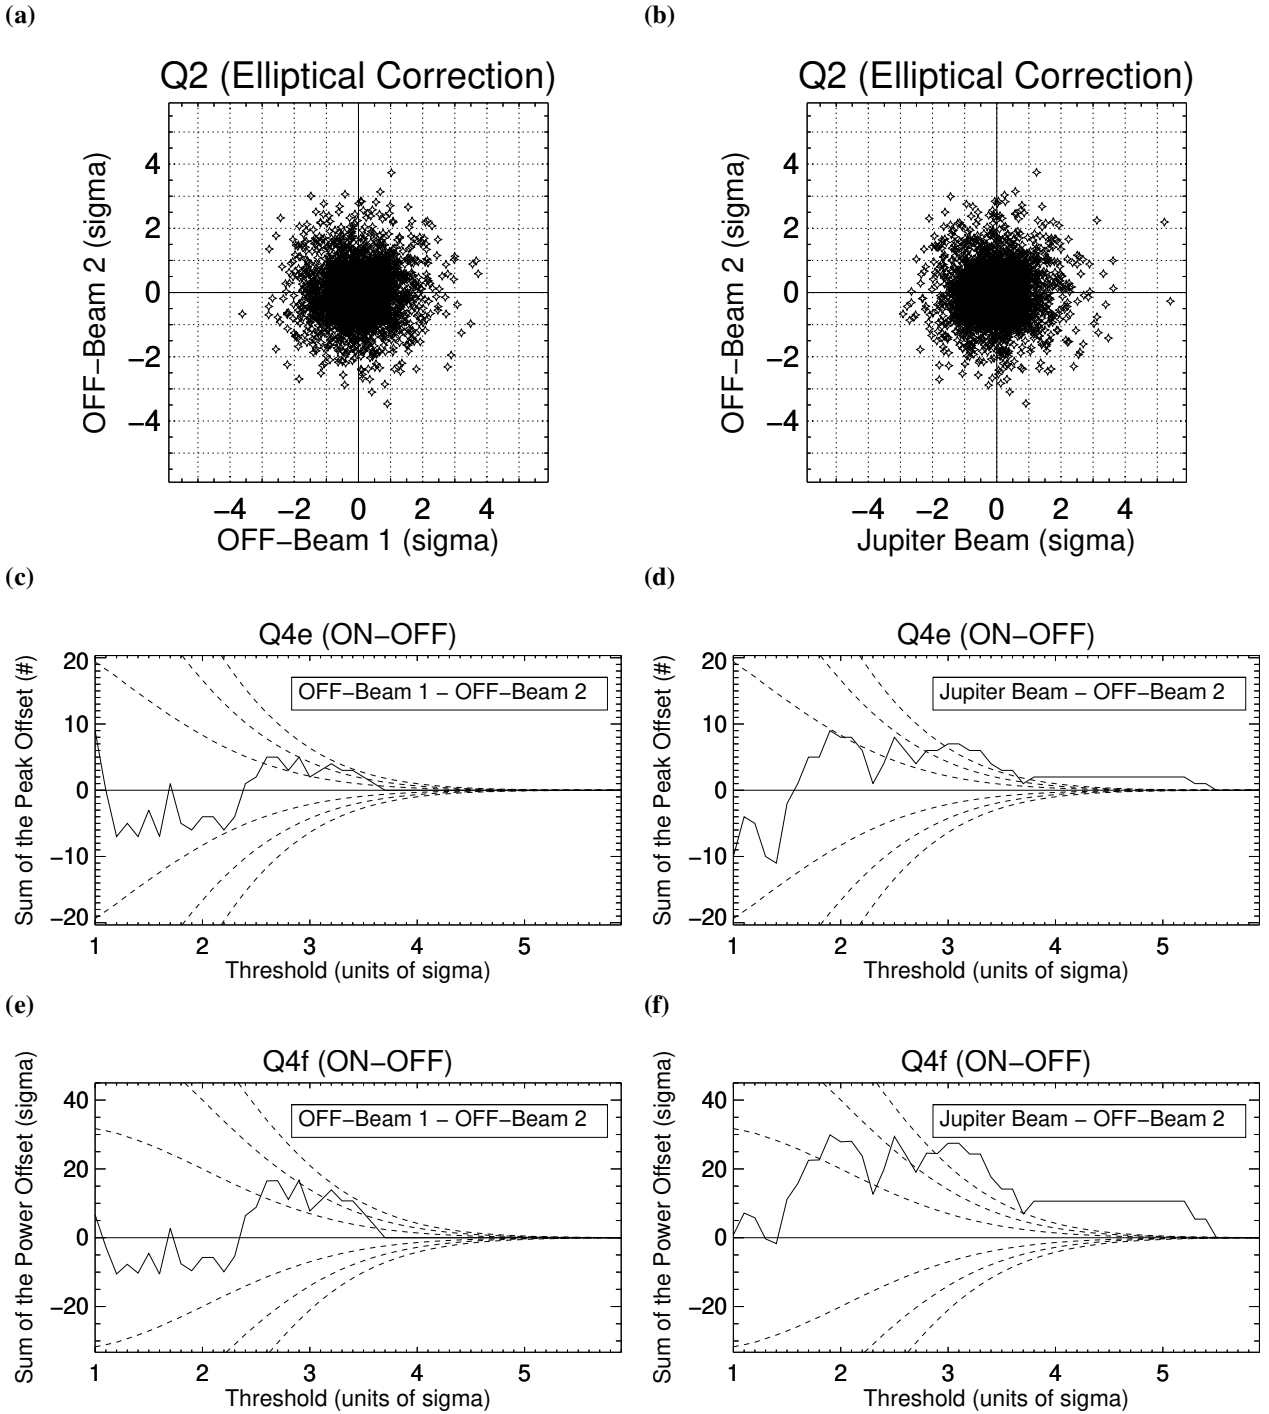 (a)
Q2 (Elliptical Correction)
OFF−Beam 2 (sigma)
4
2
0
−2
−4
−4 −2 0 2 4
OFF−Beam 1 (sigma)
(b)
Q2 (Elliptical Correction)
OFF−Beam 2 (sigma)
4
2
0
−2
−4
−4 −2 0 2 4
Jupiter Beam (sigma)
(c)
Q4e (ON−OFF)
Sum of the Peak Offset (#)
20
10
0
−10
−20
OFF−Beam 1 − OFF−Beam 2
1 2 3 4 5
Threshold (units of sigma)
(d)
Q4e (ON−OFF)
Sum of the Peak Offset (#)
20
10
0
−10
−20
Jupiter Beam − OFF−Beam 2
1 2 3 4 5
Threshold (units of sigma)
(e)
Q4f (ON−OFF)
Sum of the Power Offset (sigma)
40
20
0
−20
OFF−Beam 1 − OFF−Beam 2
1 2 3 4 5
Threshold (units of sigma)
(f)
Q4f (ON−OFF)
Sum of the Power Offset (sigma)
40
20
0
−20
Jupiter Beam − OFF−Beam 2
1 2 3 4 5
Threshold (units of sigma)